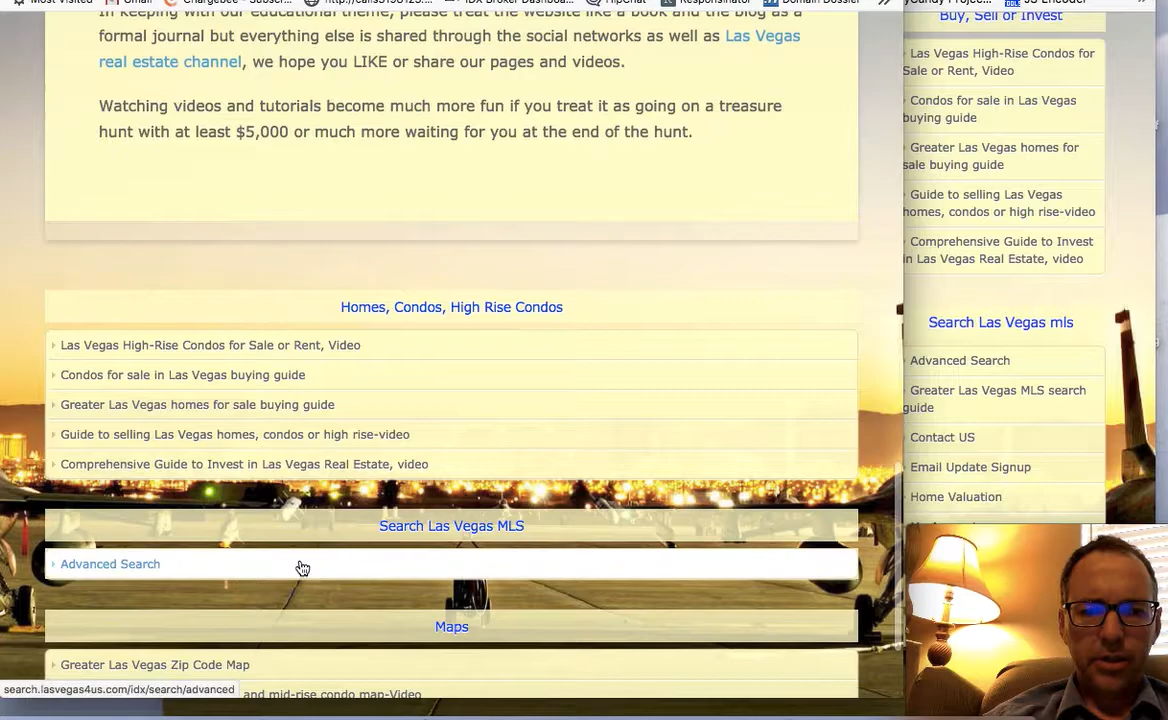 Most Visited Gmail Chargebee - Subscr... IDX Broker Dashboa... HipChat Responsinator Domain Dossier
In keeping with our educational theme, please treat the website like a book and the blog as a
formal journal but everything else is shared through the social networks as well as Las Vegas
real estate channel, we hope you LIKE or share our pages and videos.
Watching videos and tutorials become much more fun if you treat it as going on a treasure
hunt with at least $5,000 or much more waiting for you at the end of the hunt.
Homes, Condos, High Rise Condos
Las Vegas High-Rise Condos for Sale or Rent, Video
Condos for sale in Las Vegas buying guide
Greater Las Vegas homes for sale buying guide
Guide to selling Las Vegas homes, condos or high rise-video
Comprehensive Guide to Invest in Las Vegas Real Estate, video
Search Las Vegas MLS
Advanced Search
Maps
Greater Las Vegas Zip Code Map
and mid-rise condo map-Video
search.lasvegas4us.com/idx/search/advanced
JS Encoder
Buy, Sell or Invest
Las Vegas High-Rise Condos for
Sale or Rent, Video
Condos for sale in Las Vegas
buying guide
Greater Las Vegas homes for
sale buying guide
Guide to selling Las Vegas
homes, condos or high rise-video
Comprehensive Guide to Invest
in Las Vegas Real Estate, video
Search Las Vegas mls
Advanced Search
Greater Las Vegas MLS search
guide
Contact US
Email Update Signup
Home Valuation